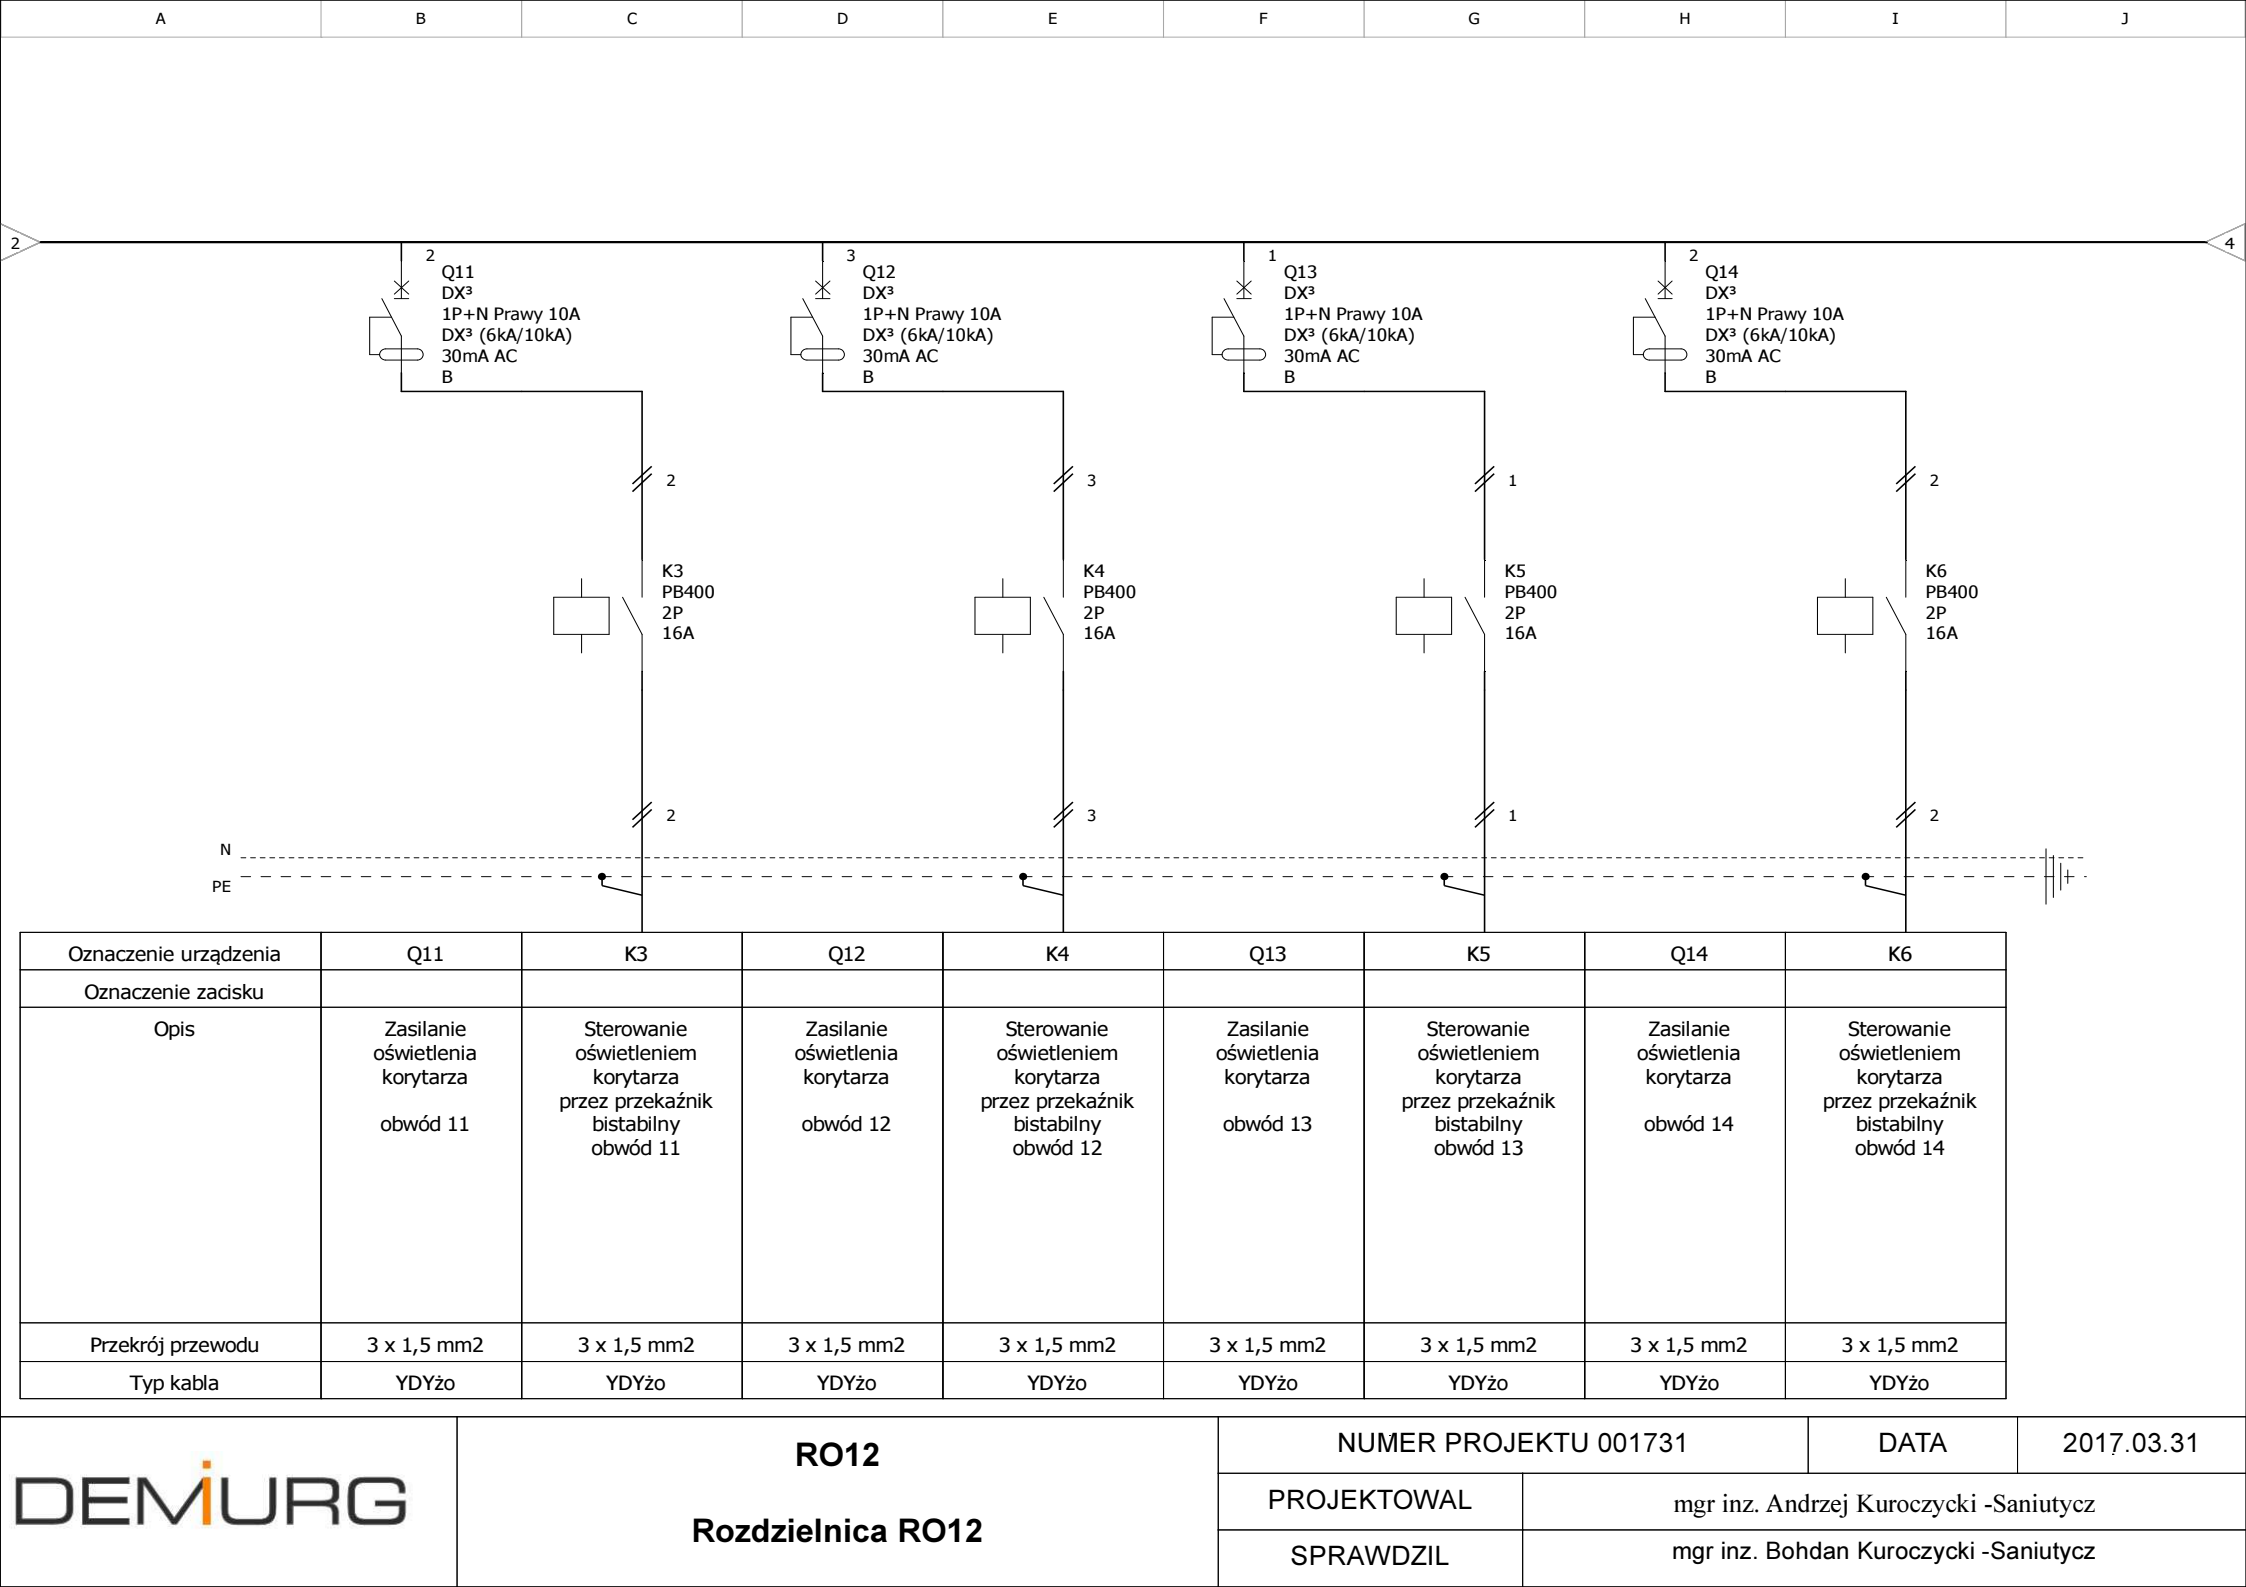 A B C D E F G H I J
2 4
2 3 1 2
Q11
DX³
1P+N Prawy 10A
DX³ (6kA/10kA)
30mA AC
B
Q12
DX³
1P+N Prawy 10A
DX³ (6kA/10kA)
30mA AC
B
Q13
DX³
1P+N Prawy 10A
DX³ (6kA/10kA)
30mA AC
B
Q14
DX³
1P+N Prawy 10A
DX³ (6kA/10kA)
30mA AC
B
2 3 1 2
K3
PB400
2P
16A
K4
PB400
2P
16A
K5
PB400
2P
16A
K6
PB400
2P
16A
2 3 1 2
N
PE
Oznaczenie urządzenia Q11 K3 Q12 K4 Q13 K5 Q14 K6
Oznaczenie zacisku
Opis
Zasilanie
oświetlenia
korytarza
obwód 11
Sterowanie
oświetleniem
korytarza
przez przekaźnik
bistabilny
obwód 11
Zasilanie
oświetlenia
korytarza
obwód 12
Sterowanie
oświetleniem
korytarza
przez przekaźnik
bistabilny
obwód 12
Zasilanie
oświetlenia
korytarza
obwód 13
Sterowanie
oświetleniem
korytarza
przez przekaźnik
bistabilny
obwód 13
Zasilanie
oświetlenia
korytarza
obwód 14
Sterowanie
oświetleniem
korytarza
przez przekaźnik
bistabilny
obwód 14
Przekrój przewodu 3 x 1,5 mm2 3 x 1,5 mm2 3 x 1,5 mm2 3 x 1,5 mm2 3 x 1,5 mm2 3 x 1,5 mm2 3 x 1,5 mm2 3 x 1,5 mm2
Typ kabla YDYżo YDYżo YDYżo YDYżo YDYżo YDYżo YDYżo YDYżo
DEMiURG
RO12
Rozdzielnica RO12
NUMER PROJEKTU 001731 DATA 2017.03.31
PROJEKTOWAL mgr inz. Andrzej Kuroczycki -Saniutycz
SPRAWDZIL mgr inz. Bohdan Kuroczycki -Saniutycz